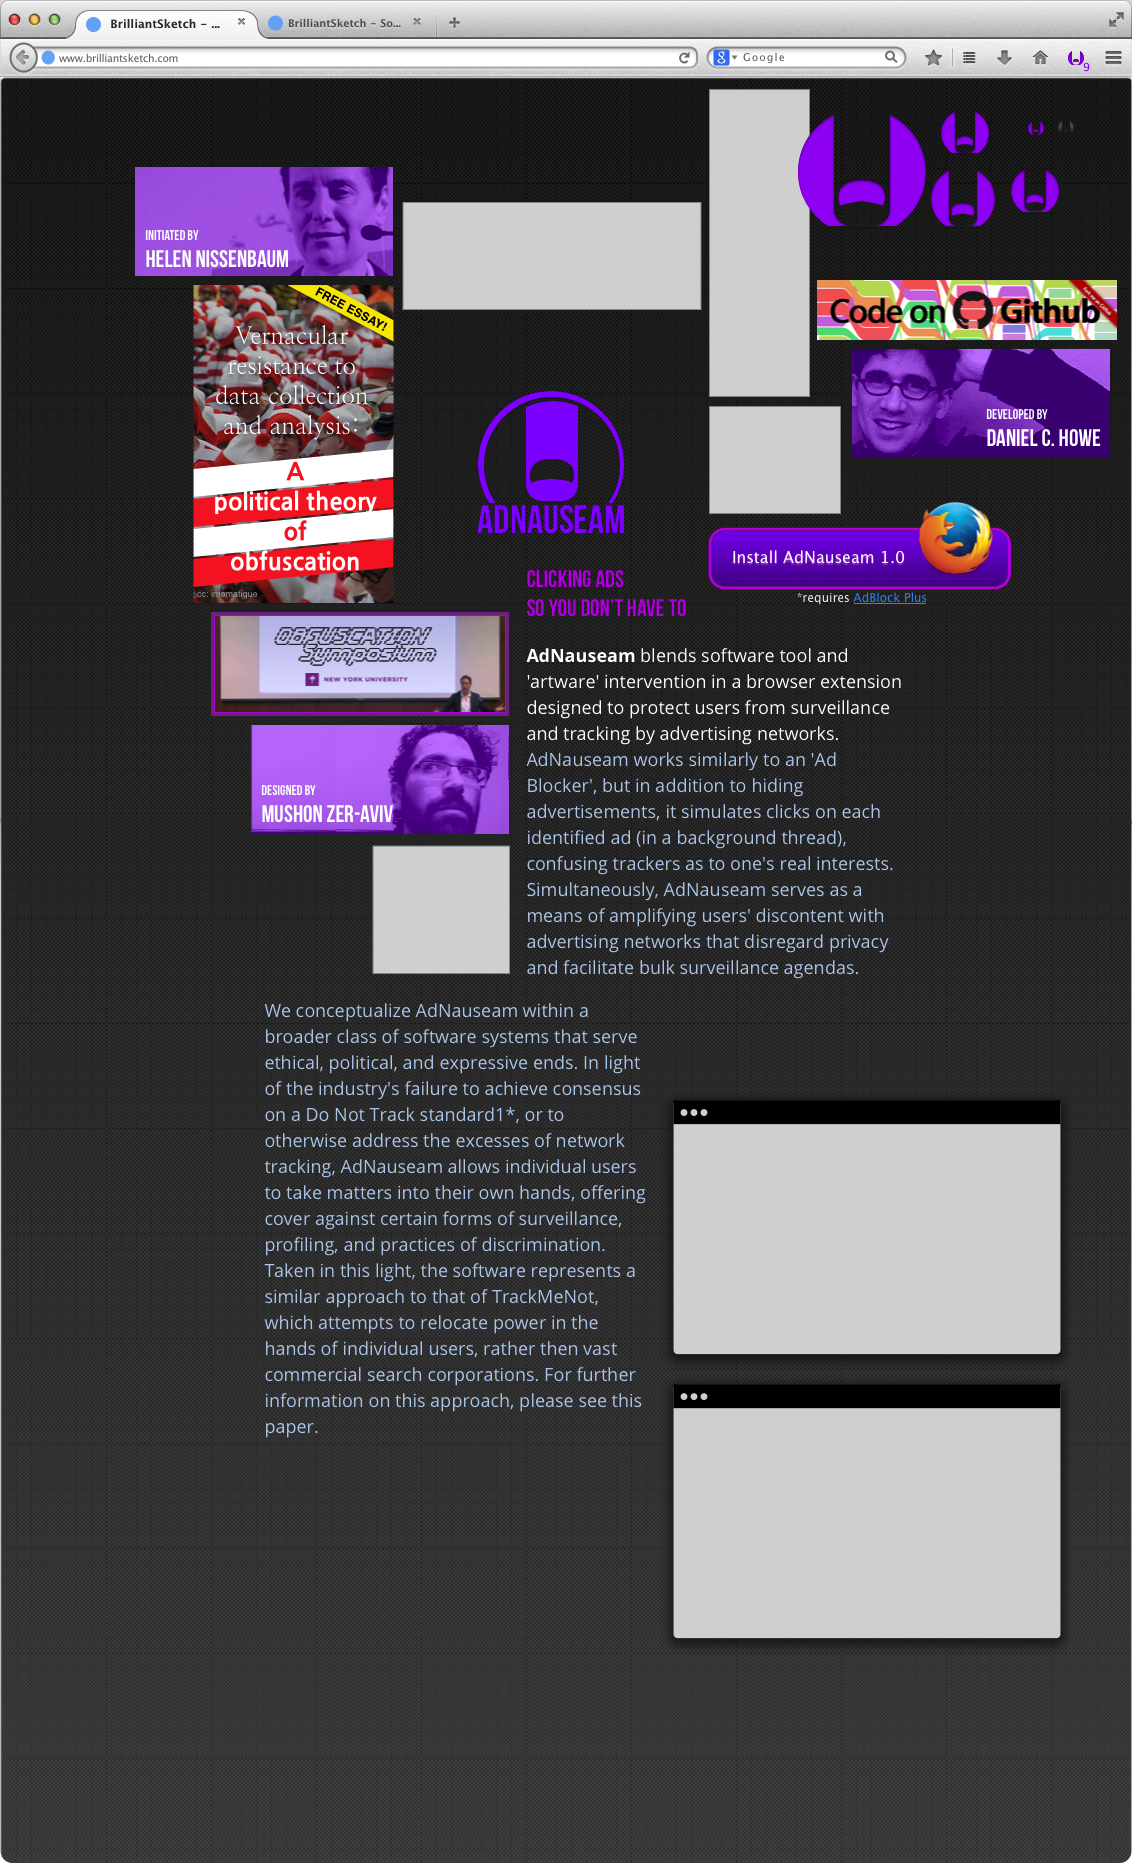 BrilliantSketch – ...
BrilliantSketch – So...
www.brilliantsketch.com
Google
9
INITIATED BY
HELEN NISSENBAUM
FREE ESSAY!
Vernacular
resistance to
data collection
and analysis:
A
political theory
of
obfuscation
cc: infomatique
Code on Github
DEVELOPED BY
DANIEL C. HOWE
ADNAUSEAM
Install AdNauseam 1.0
*requires AdBlock Plus
CLICKING ADS
SO YOU DON'T HAVE TO
OBFUSCATION
Symposium
NEW YORK UNIVERSITY
DESIGNED BY
MUSHON ZER-AVIV
AdNauseam blends software tool and
'artware' intervention in a browser extension
designed to protect users from surveillance
and tracking by advertising networks.
AdNauseam works similarly to an 'Ad
Blocker', but in addition to hiding
advertisements, it simulates clicks on each
identified ad (in a background thread),
confusing trackers as to one's real interests.
Simultaneously, AdNauseam serves as a
means of amplifying users' discontent with
advertising networks that disregard privacy
and facilitate bulk surveillance agendas.
We conceptualize AdNauseam within a
broader class of software systems that serve
ethical, political, and expressive ends. In light
of the industry's failure to achieve consensus
on a Do Not Track standard1*, or to
otherwise address the excesses of network
tracking, AdNauseam allows individual users
to take matters into their own hands, offering
cover against certain forms of surveillance,
profiling, and practices of discrimination.
Taken in this light, the software represents a
similar approach to that of TrackMeNot,
which attempts to relocate power in the
hands of individual users, rather then vast
commercial search corporations. For further
information on this approach, please see this
paper.